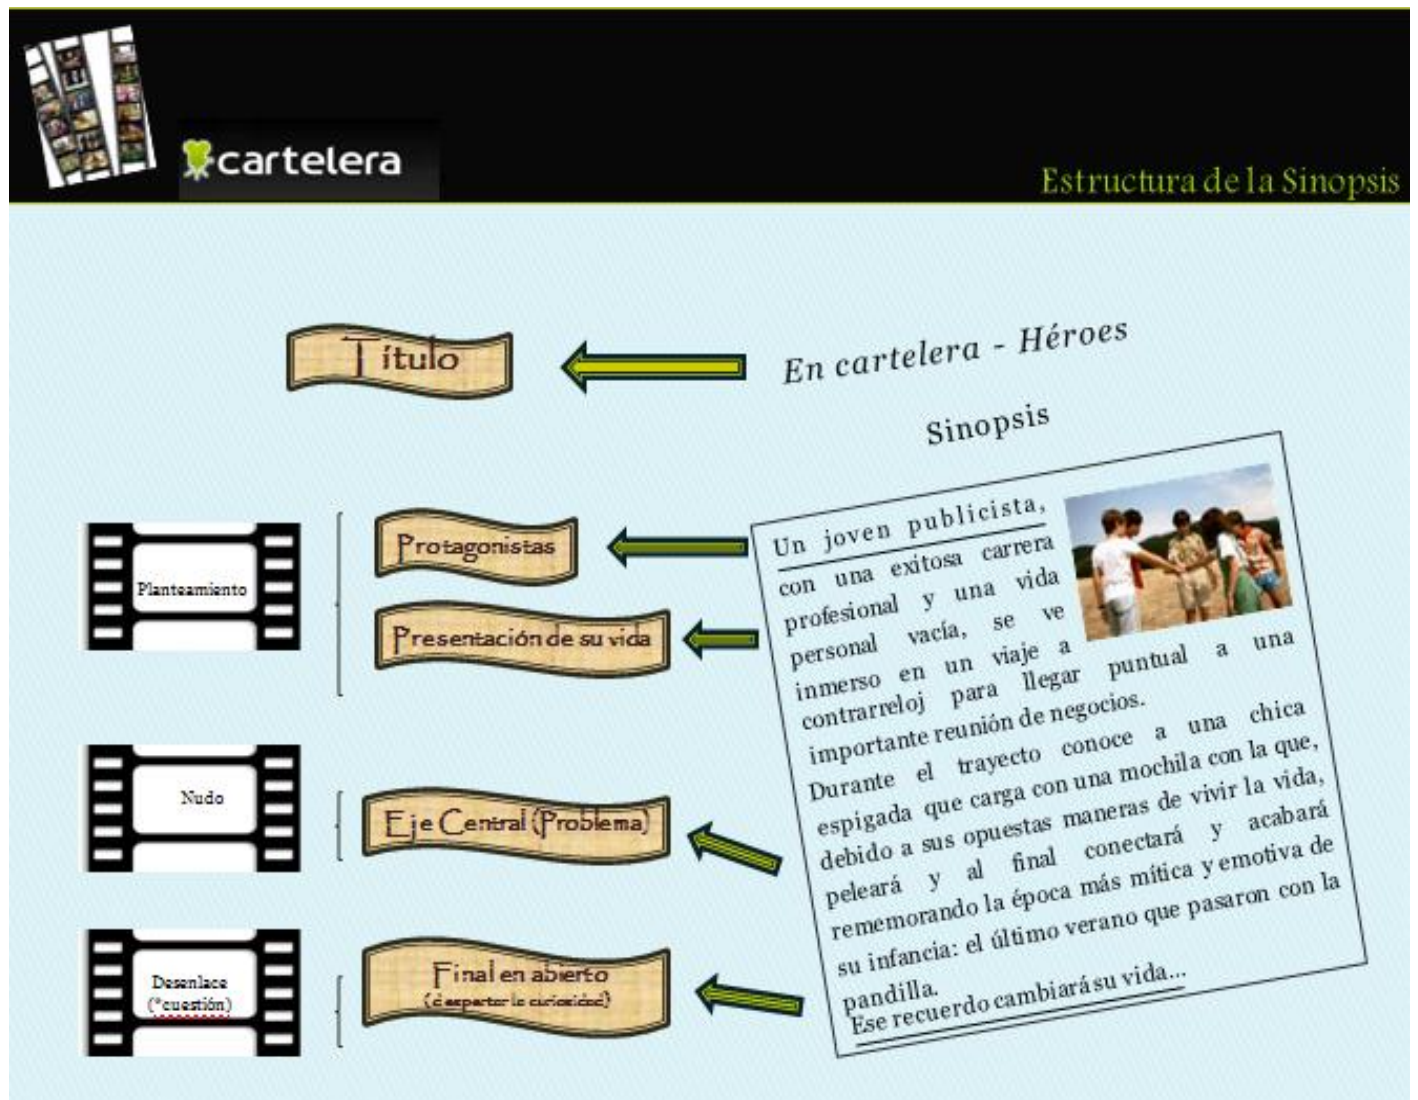 cartelera
Estructura de la Sinopsis
Título
En cartelera - Héroes
Sinopsis
Planteamiento
Protagonistas
Presentación de su vida
Nudo
Eje Central (Problema)
Desenlace
(*cuestión)
Final en abierto
(despertar la curiosidad)
Un joven publicista,
con una exitosa carrera
profesional y una vida
personal vacía, se ve
inmerso en un viaje a
contrarreloj para llegar puntual a una
importante reunión de negocios.
Durante el trayecto conoce a una chica
espigada que carga con una mochila con la que,
debido a sus opuestas maneras de vivir la vida,
peleará y al final conectará y acabará
rememorando la época más mítica y emotiva de
su infancia: el último verano que pasaron con la
pandilla.
Ese recuerdo cambiará su vida...